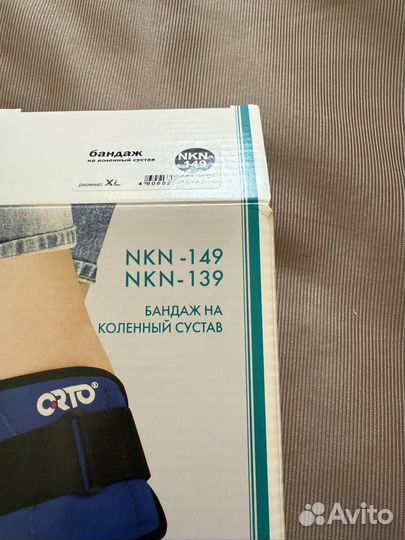 бандаж
на коленный сустав
NKN-
149
размер: XL
NKN -149
NKN-139
БАНДАЖ НА
КОЛЕННЫЙ СУСТАВ
ORTO®
Avito